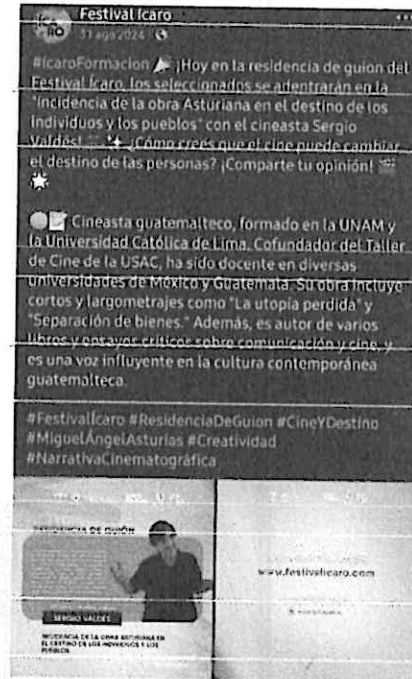 Festival Ícaro
31 ago 2024
#IcaroFormacion ¡Hoy en la residencia de guion del
Festival Ícaro, los seleccionados se adentrarán en la
"Incidencia de la obra Asturiana en el destino de los
individuos y los pueblos" con el cineasta Sergio
Valdés! ¿Cómo crees que el cine puede cambiar
el destino de las personas? ¡Comparte tu opinión!
Cineasta guatemalteco, formado en la UNAM y
la Universidad Católica de Lima. Cofundador del Taller
de Cine de la USAC, ha sido docente en diversas
universidades de México y Guatemala. Su obra incluye
cortos y largometrajes como "La utopía perdida" y
"Separación de bienes." Además, es autor de varios
libros y ensayos críticos sobre comunicación y cine, y
es una voz influyente en la cultura contemporánea
guatemalteca.
#FestivalÍcaro #ResidenciaDeGuion #CineYDestino
#MiguelÁngelAsturias #Creatividad
#NarrativaCinematográfica
RESIDENCIA DE GUIÓN
SERGIO VALDÉS
INCIDENCIA DE LA OBRA ASTURIANA EN
EL DESTINO DE LOS INDIVIDUOS Y LOS
PUEBLOS
www.festivalicaro.com